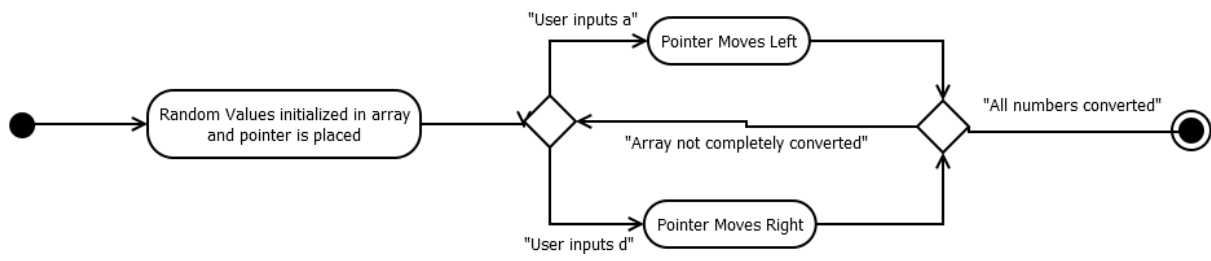 "User inputs a"
Pointer Moves Left
Random Values initialized in array
and pointer is placed
"All numbers converted"
"Array not completely converted"
Pointer Moves Right
"User inputs d"